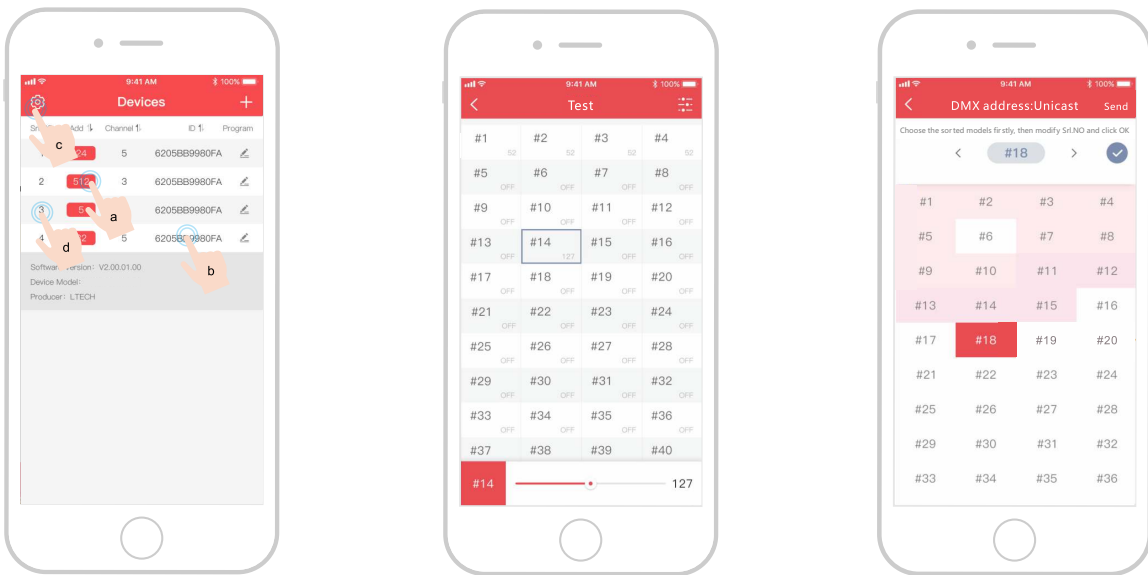 9:41 AM 100%
Devices +
Add Channel ID Program
24 5 6205BB9980FA
2 512 3 6205BB9980FA
3 5 6205BB9980FA
4 5 6205BB9980FA
Version: V2.00.01.00
Device Model:
Producer: LTECH
c
a
d
b
9:41 AM 100%
Test
#1 52 #2 52 #3 52 #4 52
#5 OFF #6 OFF #7 OFF #8 OFF
#9 OFF #10 OFF #11 OFF #12 OFF
#13 OFF #14 127 #15 OFF #16 OFF
#17 OFF #18 OFF #19 OFF #20 OFF
#21 OFF #22 OFF #23 OFF #24 OFF
#25 OFF #26 OFF #27 OFF #28 OFF
#29 OFF #30 OFF #31 OFF #32 OFF
#33 OFF #34 OFF #35 OFF #36 OFF
#37 #38 #39 #40
#14 127
9:41 AM 100%
DMX address:Unicast Send
Choose the sorted models firstly, then modify Srl.NO and click OK
< #18 >
#1 #2 #3 #4
#5 #6 #7 #8
#9 #10 #11 #12
#13 #14 #15 #16
#17 #18 #19 #20
#21 #22 #23 #24
#25 #26 #27 #28
#29 #30 #31 #32
#33 #34 #35 #36